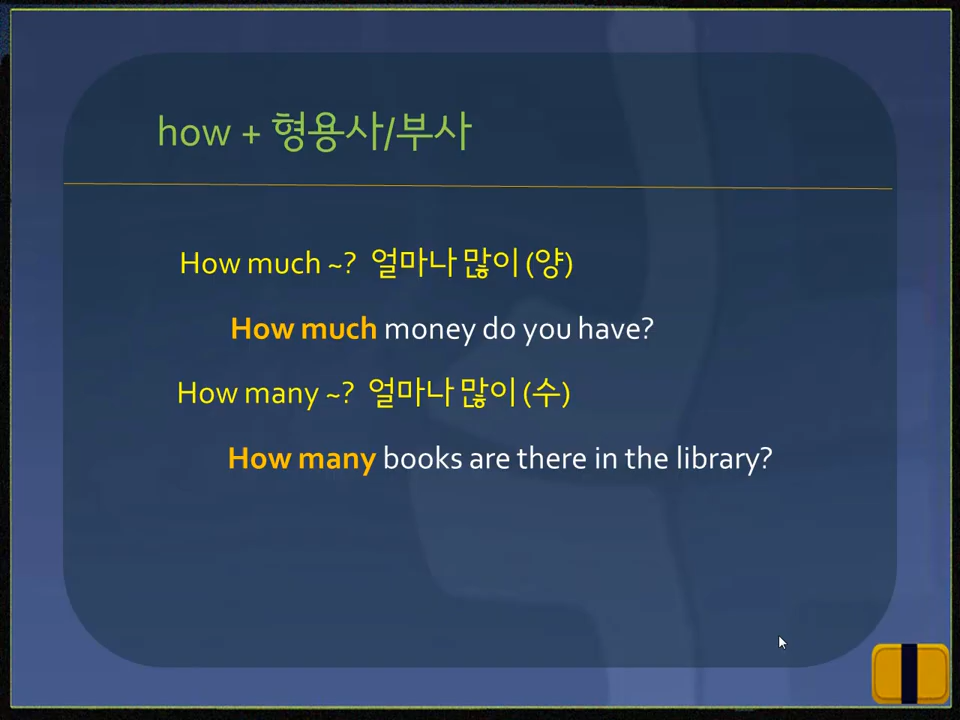 how + 형용사/부사
How much ~? 얼마나 많이 (양)
How much money do you have?
How many ~? 얼마나 많이 (수)
How many books are there in the library?